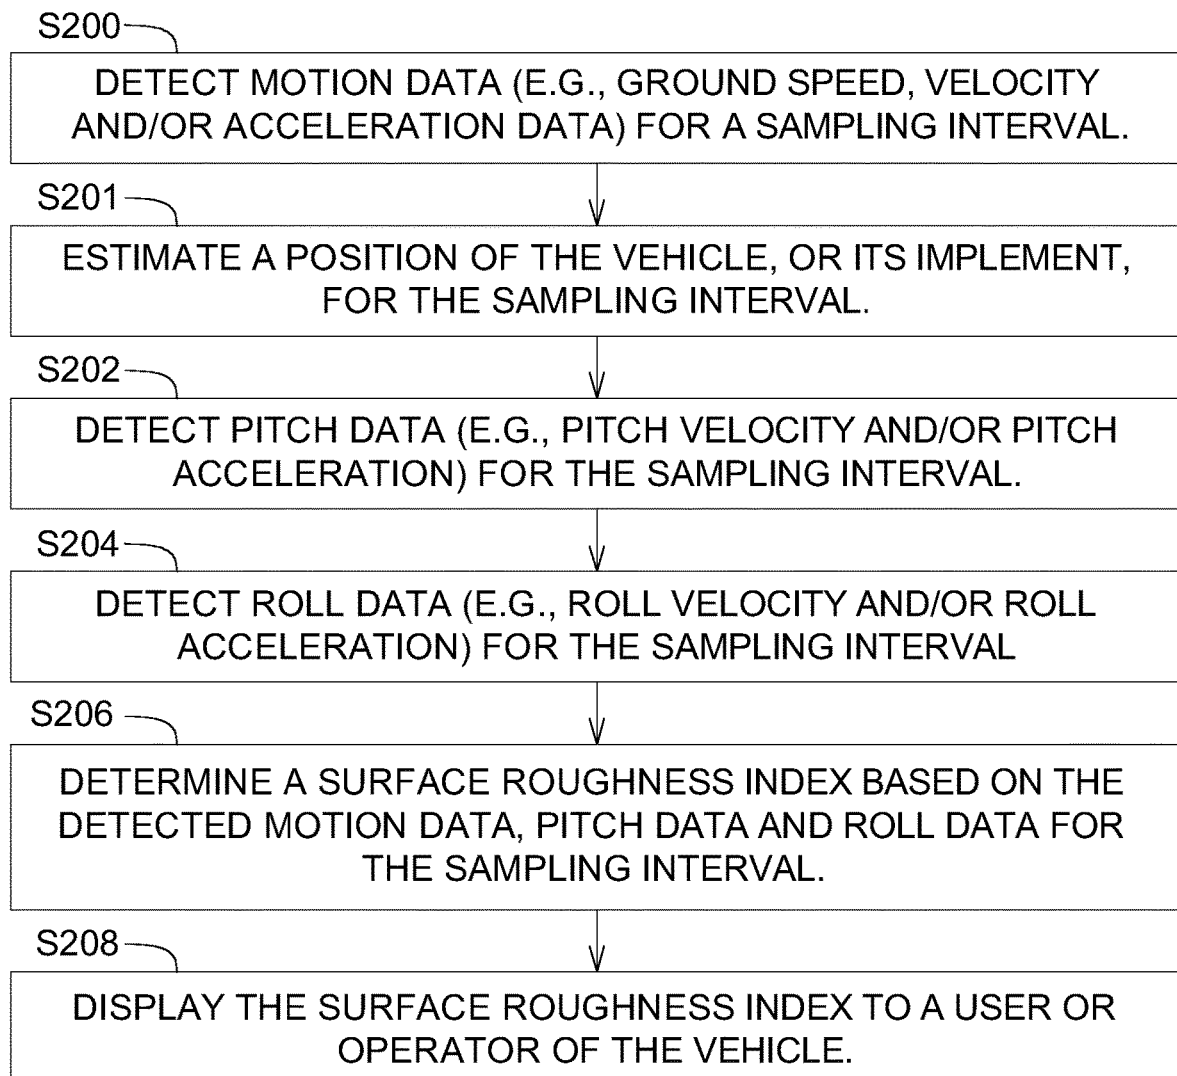 S200
DETECT MOTION DATA (E.G., GROUND SPEED, VELOCITY
AND/OR ACCELERATION DATA) FOR A SAMPLING INTERVAL.
S201
ESTIMATE A POSITION OF THE VEHICLE, OR ITS IMPLEMENT,
FOR THE SAMPLING INTERVAL.
S202
DETECT PITCH DATA (E.G., PITCH VELOCITY AND/OR PITCH
ACCELERATION) FOR THE SAMPLING INTERVAL.
S204
DETECT ROLL DATA (E.G., ROLL VELOCITY AND/OR ROLL
ACCELERATION) FOR THE SAMPLING INTERVAL
S206
DETERMINE A SURFACE ROUGHNESS INDEX BASED ON THE
DETECTED MOTION DATA, PITCH DATA AND ROLL DATA FOR
THE SAMPLING INTERVAL.
S208
DISPLAY THE SURFACE ROUGHNESS INDEX TO A USER OR
OPERATOR OF THE VEHICLE.